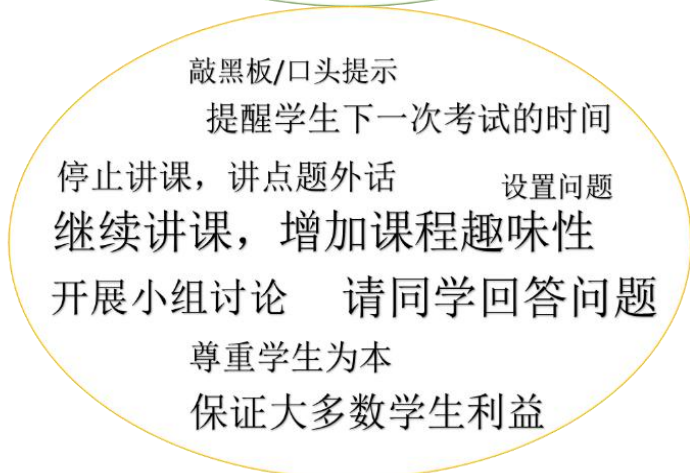 敲黑板/口头提示
提醒学生下一次考试的时间
停止讲课，讲点题外话
设置问题
继续讲课，增加课程趣味性
开展小组讨论
请同学回答问题
尊重学生为本
保证大多数学生利益